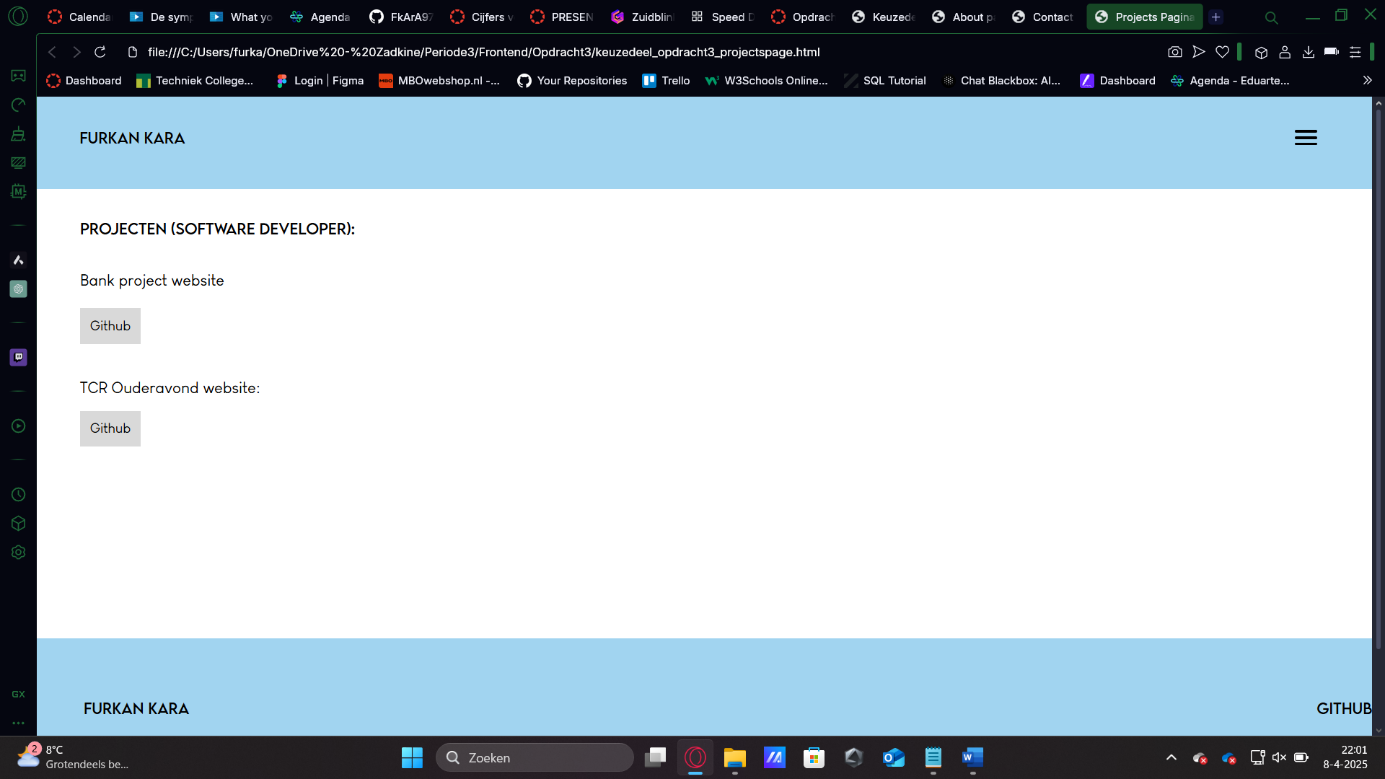 Calenda
De symp
What yo
Agenda
FkArA97
Cijfers v
PRESEN
Zuidblin
Speed D
Opdrach
Keuzede
About pe
Contact
Projects Pagina
file:///C:/Users/furka/OneDrive%20-%20Zadkine/Periode3/Frontend/Opdracht3/keuzedeel_opdracht3_projectspage.html
Dashboard
Techniek College...
Login | Figma
MBOwebshop.nl -...
Your Repositories
Trello
W3Schools Online...
SQL Tutorial
Chat Blackbox: AI...
Dashboard
Agenda - Eduarte...
FURKAN KARA
PROJECTEN (SOFTWARE DEVELOPER):
Bank project website
Github
TCR Ouderavond website:
Github
FURKAN KARA
GITHUB
GX
2
8°C
Grotendeels be...
Zoeken
22:01
8-4-2025